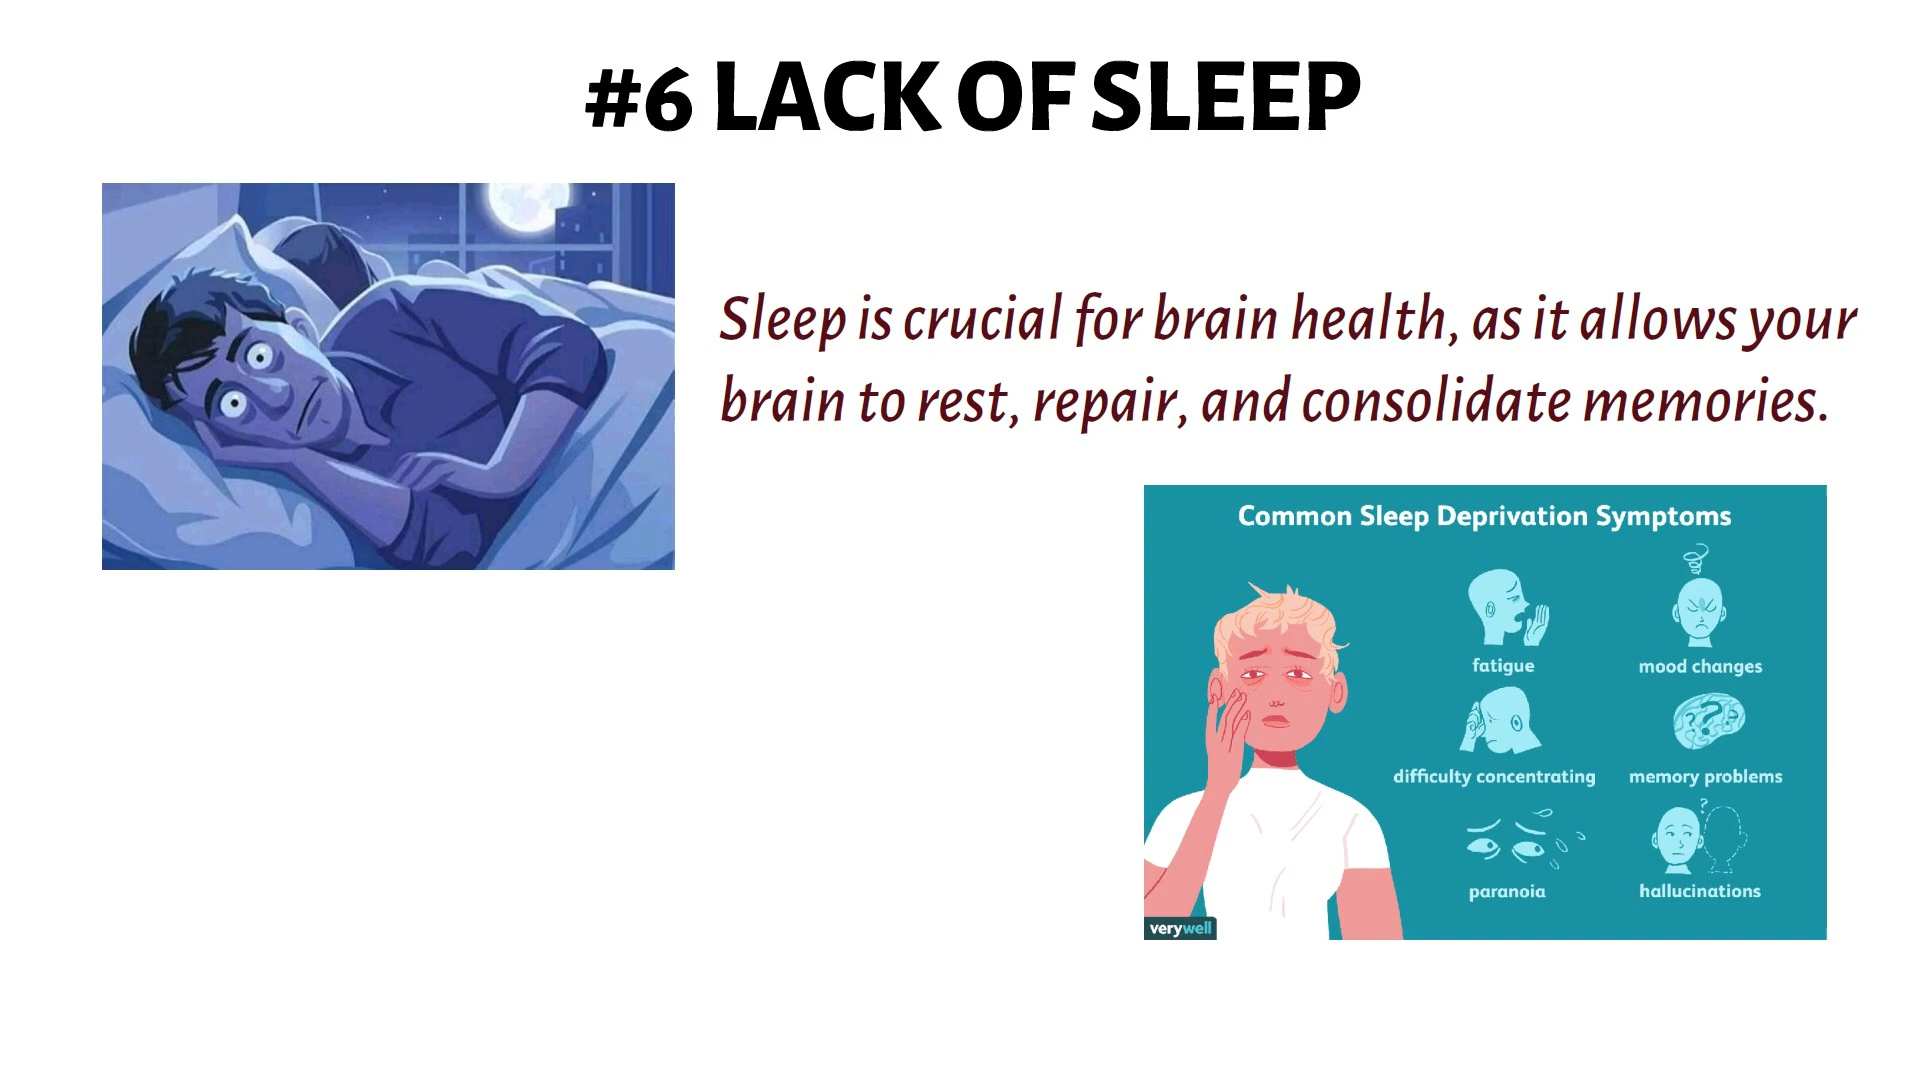 #6 LACK OF SLEEP
Sleep is crucial for brain health, as it allows your
brain to rest, repair, and consolidate memories.
Common Sleep Deprivation Symptoms
fatigue
mood changes
difficulty concentrating
memory problems
paranoia
hallucinations
verywell